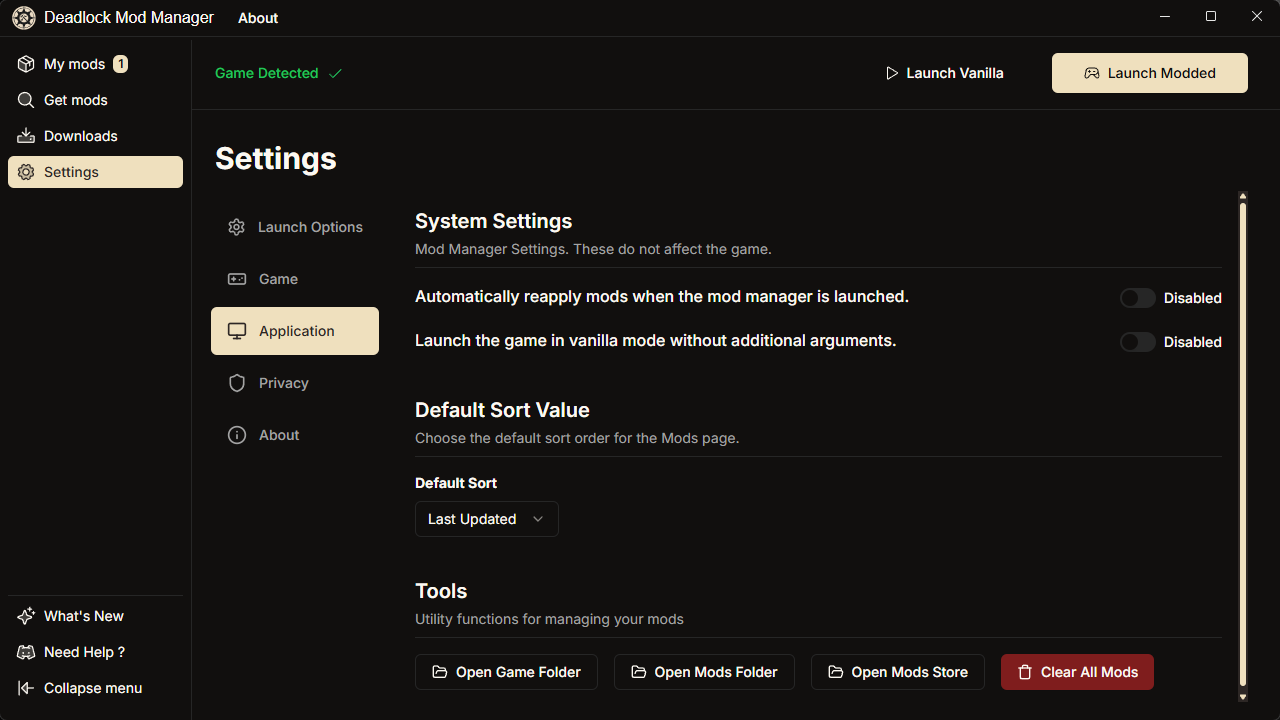 Deadlock Mod Manager About
My mods 1
Get mods
Downloads
Settings
What's New
Need Help ?
Collapse menu
Game Detected
Launch Vanilla
Launch Modded
Settings
Launch Options
Game
Application
Privacy
About
System Settings
Mod Manager Settings. These do not affect the game.
Automatically reapply mods when the mod manager is launched. Disabled
Launch the game in vanilla mode without additional arguments. Disabled
Default Sort Value
Choose the default sort order for the Mods page.
Default Sort
Last Updated
Tools
Utility functions for managing your mods
Open Game Folder Open Mods Folder Open Mods Store Clear All Mods